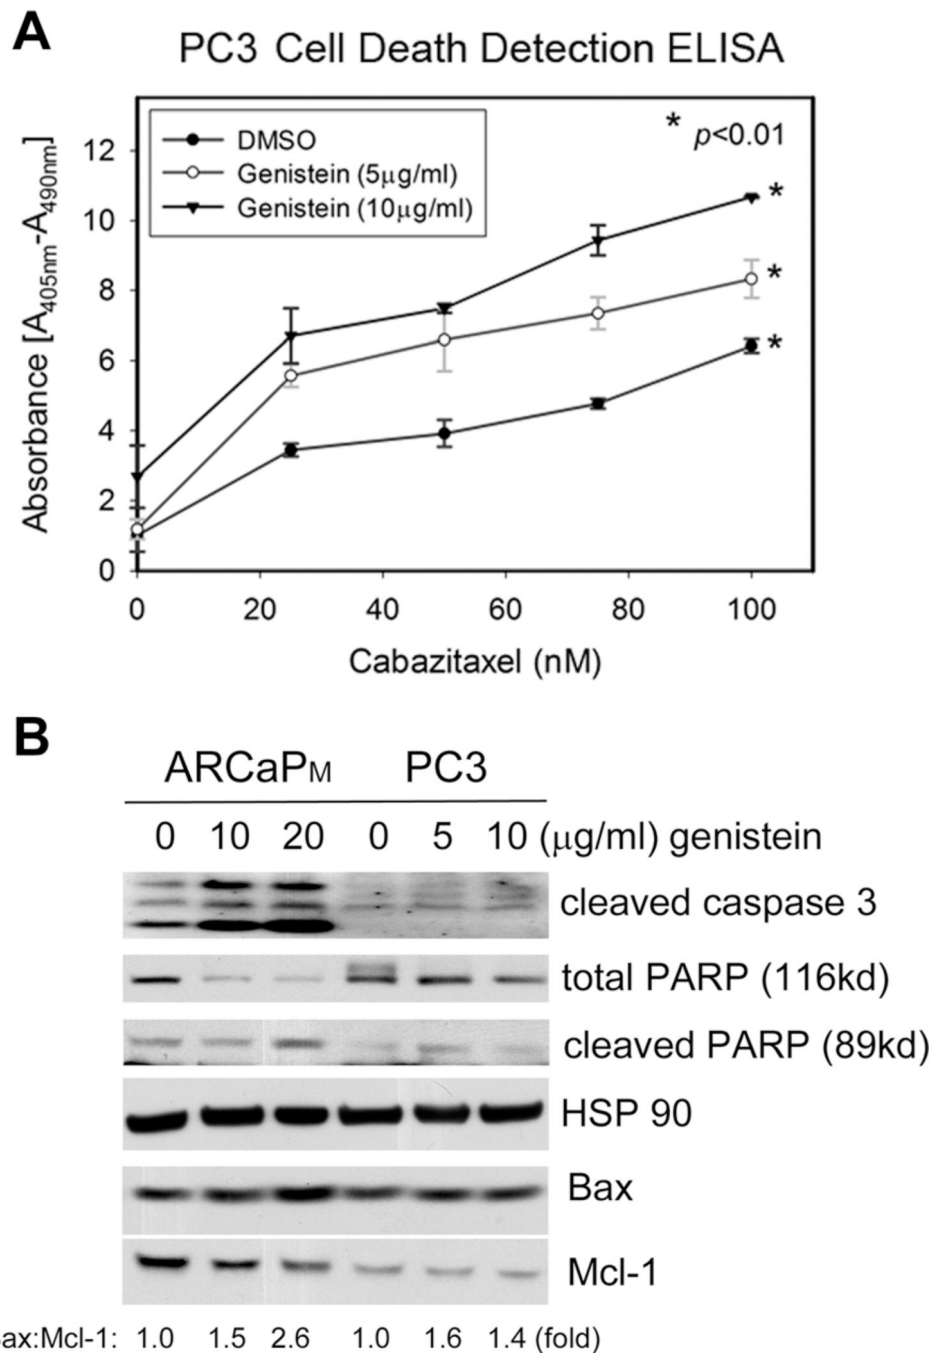 A
PC3 Cell Death Detection ELISA
Absorbance [A405nm-A490nm]
12
10
8
6
4
2
0
DMSO
Genistein (5μg/ml)
Genistein (10μg/ml)
* p<0.01
*
*
*
0 20 40 60 80 100
Cabazitaxel (nM)
B
ARCaPM PC3
0 10 20 0 5 10 (μg/ml) genistein
cleaved caspase 3
total PARP (116kd)
cleaved PARP (89kd)
HSP 90
Bax
Mcl-1
ax:Mcl-1: 1.0 1.5 2.6 1.0 1.6 1.4 (fold)